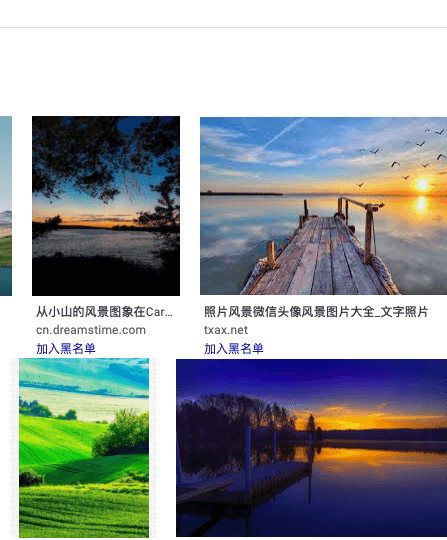 从小山的风景图象在Car...
cn.dreamstime.com
加入黑名单
照片风景微信头像风景图片大全_文字照片
txax.net
加入黑名单